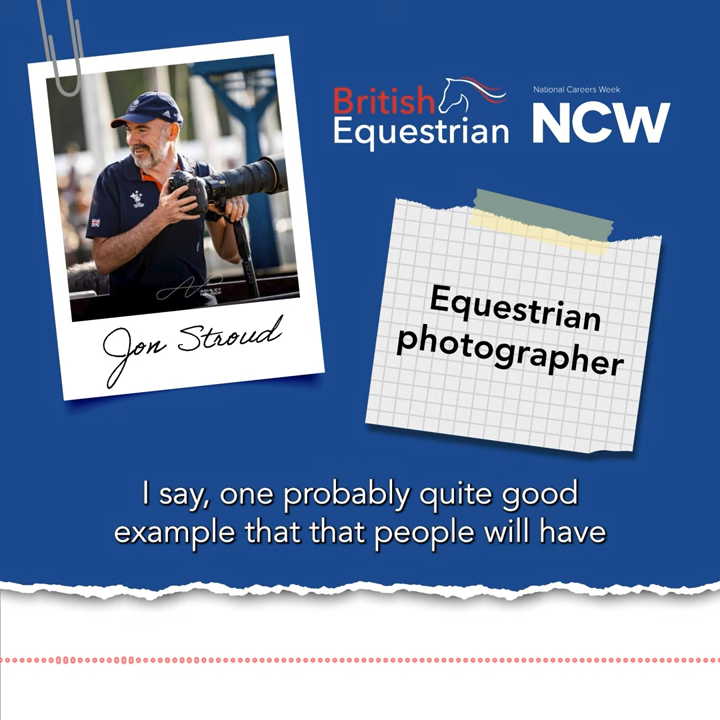 British
Equestrian
National Careers Week
NCW
Jon Stroud
Equestrian
photographer
I say, one probably quite good
example that that people will have